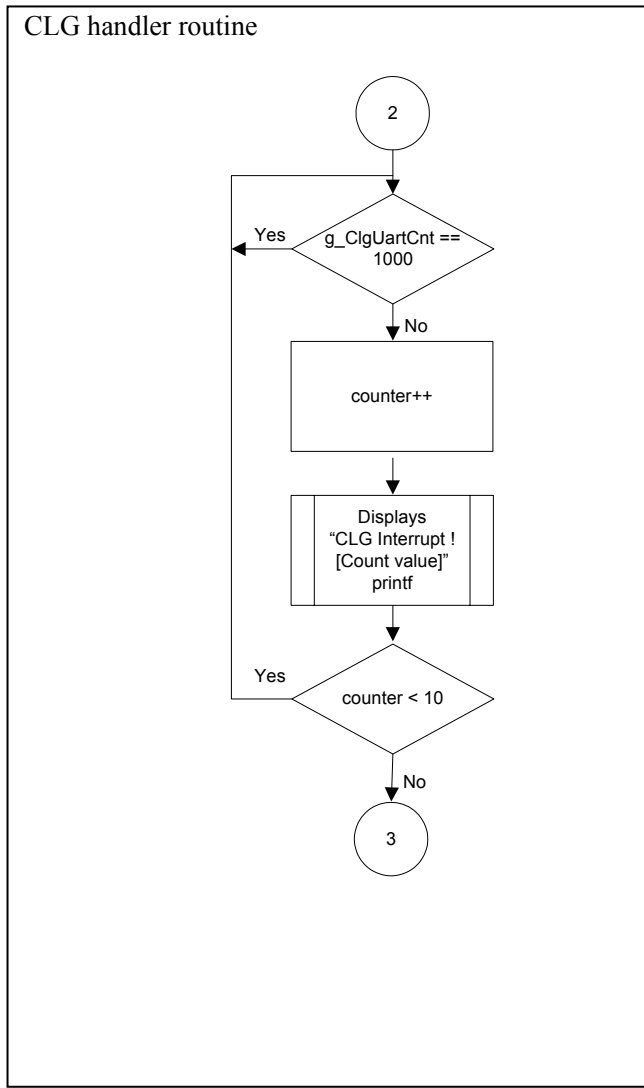 CLG handler routine
2
Yes
g_ClgUartCnt ==
1000
No
counter++
Displays
“CLG Interrupt !
[Count value]”
printf
Yes
counter < 10
No
3